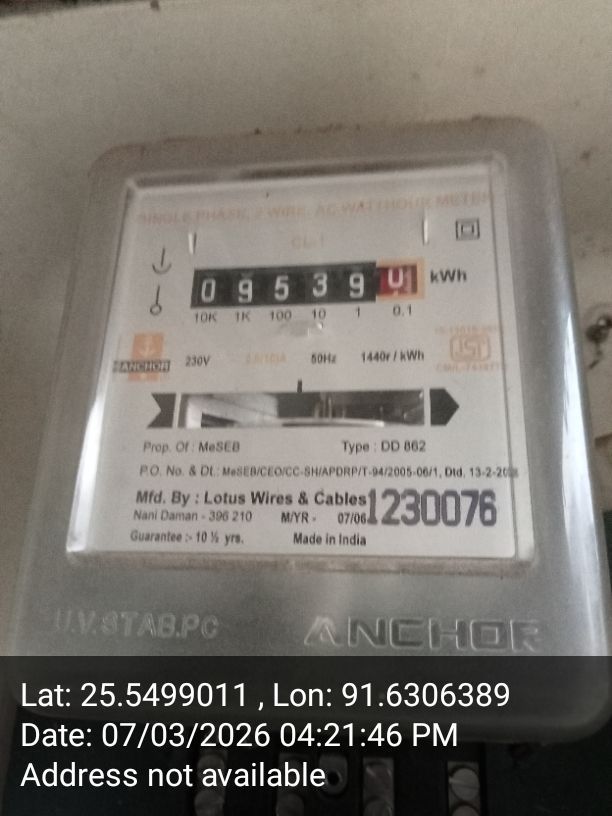 SINGLE PHASE, 2 WIRE, AC WATTHOUR METER
CL-1
0 9 5 3 9 0 kWh
10K 1K 100 10 1 0.1
ANCHOR 230V 50Hz 1440r / kWh
Prop. Of : MeSEB Type : DD 862
P.O. No. & Dt.: MeSEB/CEO/CC-SH/APDRP/T-94/2005-06/1, Dtd, 13-2-
Mfd. By : Lotus Wires & Cables 1230076
Nani Daman - 396 210 M/YR - 07/06
Guarantee :- 10 ½ yrs. Made in India
U.V.STAB.PC ANCHOR
Lat: 25.5499011 , Lon: 91.6306389
Date: 07/03/2026 04:21:46 PM
Address not available